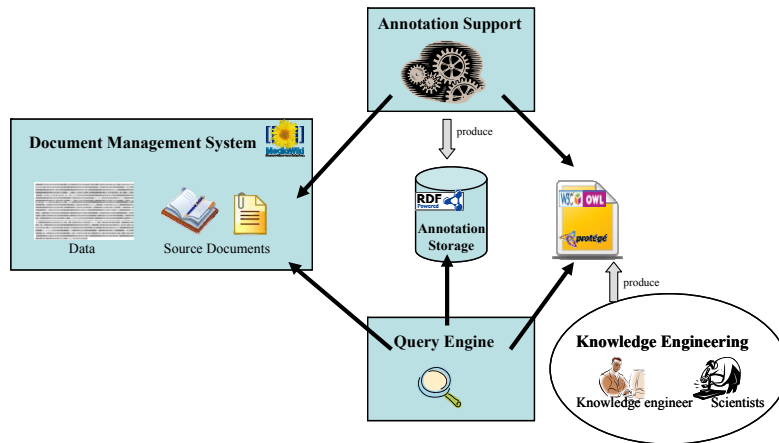 Annotation Support
produce
Document Management System
MediaWiki
Data
Source Documents
RDF
Powered
Annotation
Storage
W3C OWL
protégé
produce
Query Engine
Knowledge Engineering
Knowledge engineer
Scientists